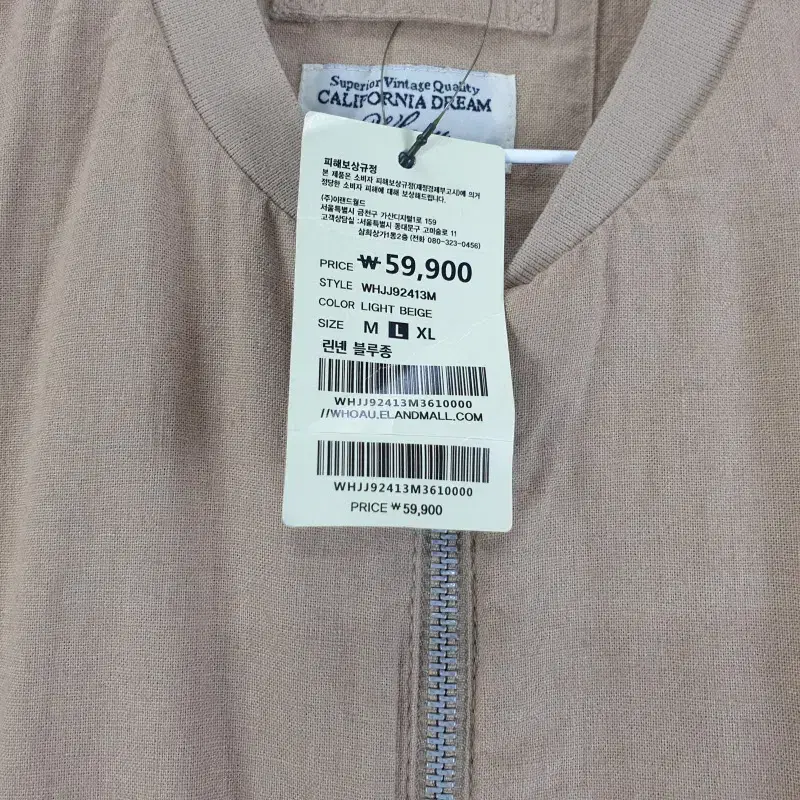 Superior Vintage Quality
CALIFORNIA DREAM
피해보상규정
본 제품은 소비자 피해보상규정(재정경제부고시)에 의거
정당한 소비자 피해에 대해 보상해드립니다.
(주)이랜드월드
서울특별시 금천구 가산디지털1로 159
고객상담실 :서울특별시 동대문구 고미술로 11
삼희상가1동2층 (전화 080-323-0456)
PRICE ₩59,900
STYLE WHJJ92413M
COLOR LIGHT BEIGE
SIZE M L XL
린넨 블루종
WHJJ92413M3610000
//WHOAU.ELANDMALL.COM
WHJJ92413M3610000
PRICE ₩59,900